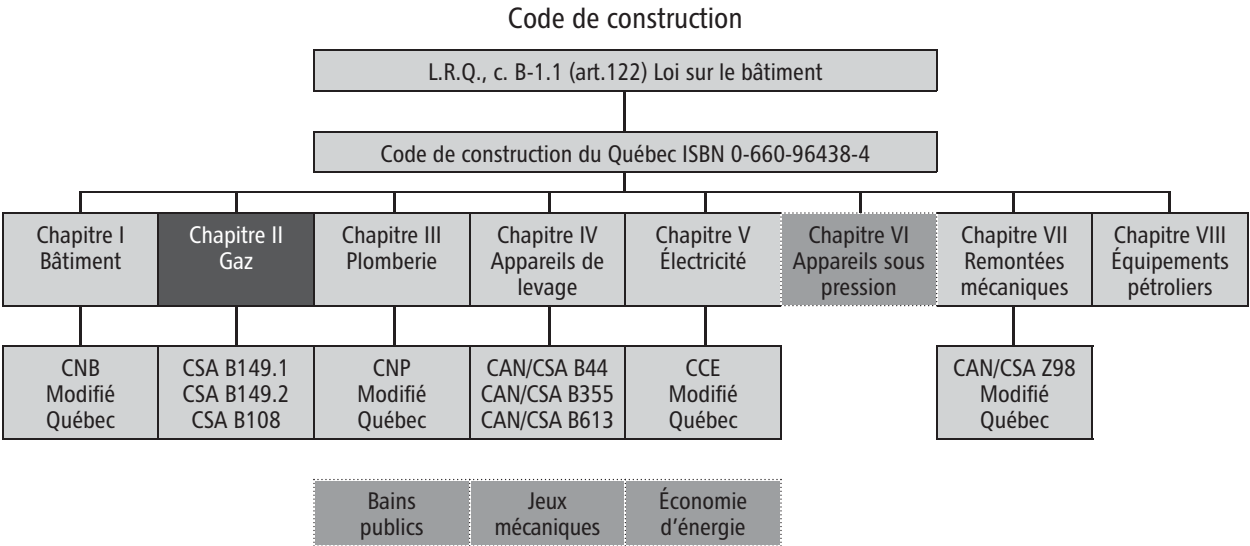 Code de construction
L.R.Q., c. B-1.1 (art.122) Loi sur le bâtiment
Code de construction du Québec ISBN 0-660-96438-4
Chapitre I
Bâtiment
Chapitre II
Gaz
Chapitre III
Plomberie
Chapitre IV
Appareils de
levage
Chapitre V
Électricité
Chapitre VI
Appareils sous
pression
Chapitre VII
Remontées
mécaniques
Chapitre VIII
Équipements
pétroliers
CNB
Modifié
Québec
CSA B149.1
CSA B149.2
CSA B108
CNP
Modifié
Québec
CAN/CSA B44
CAN/CSA B355
CAN/CSA B613
CCE
Modifié
Québec
CAN/CSA Z98
Modifié
Québec
Bains
publics
Jeux
mécaniques
Économie
d'énergie